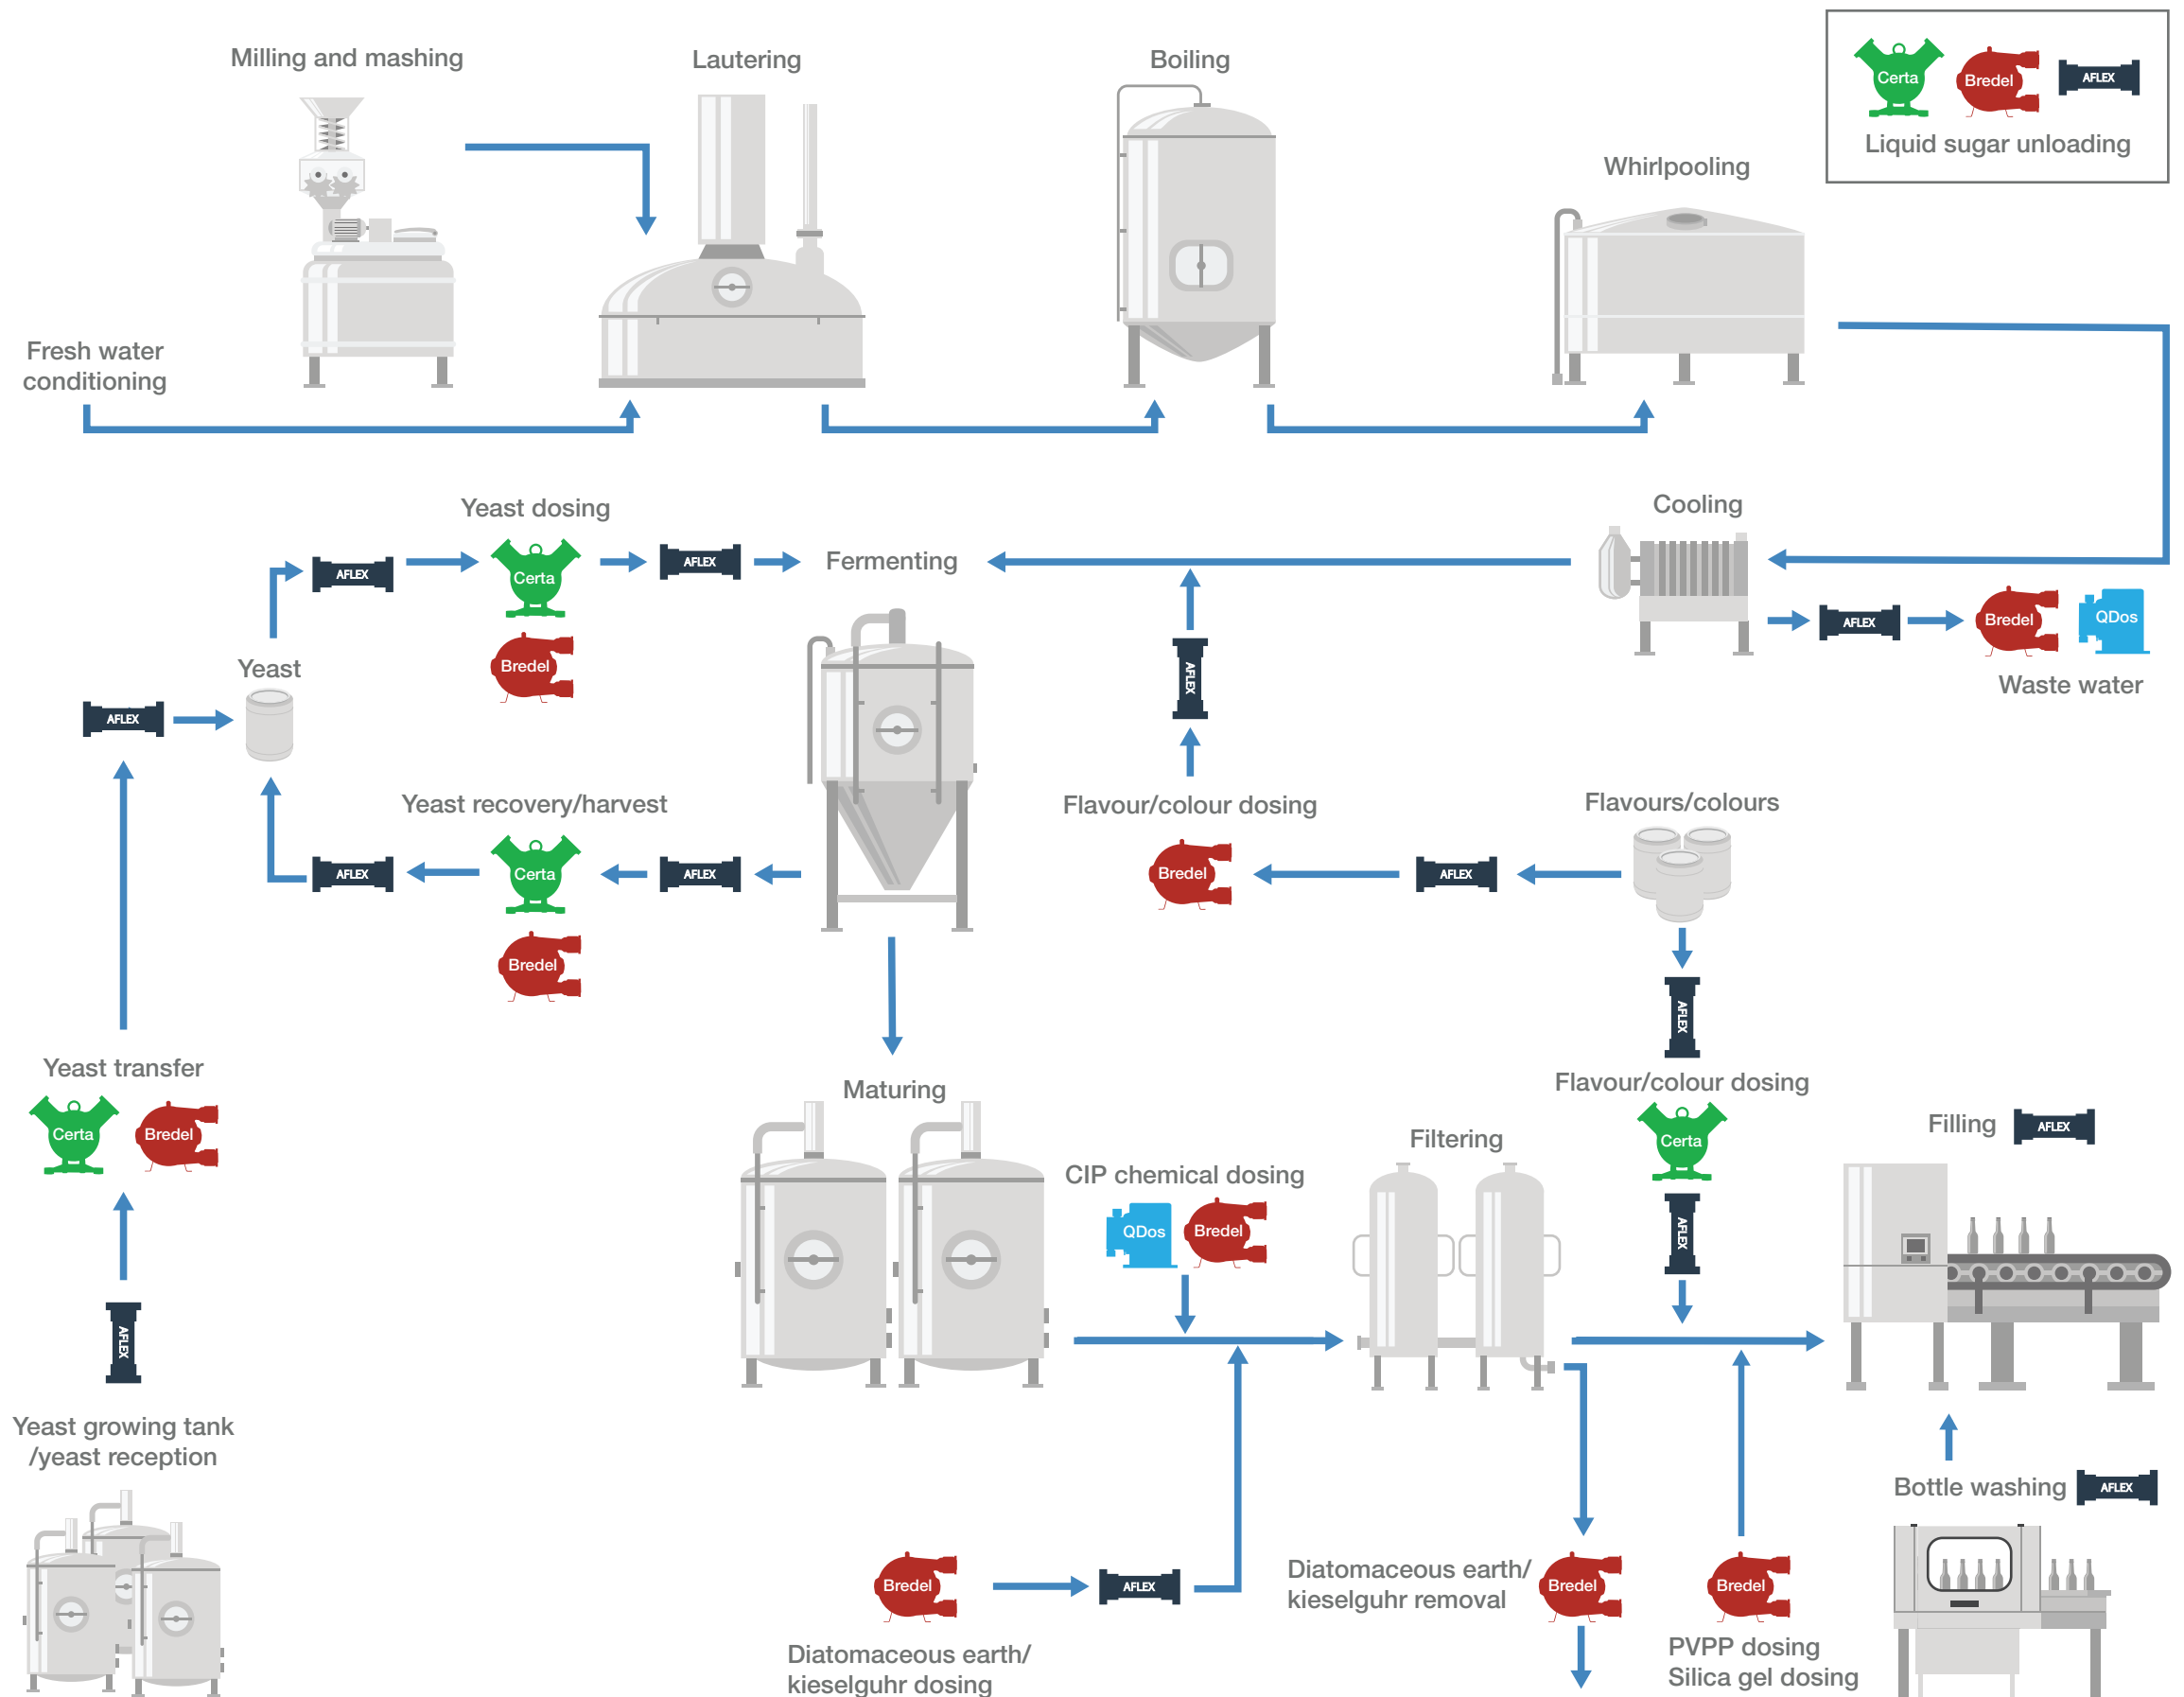 Milling and mashing
Lautering
Boiling
Whirlpooling
Certa
Bredel
AFLEX
Liquid sugar unloading
Fresh water
conditioning
Yeast dosing
AFLEX
Certa
AFLEX
Bredel
Fermenting
Cooling
AFLEX
Bredel
QDos
Waste water
AFLEX
Yeast
AFLEX
Yeast recovery/harvest
AFLEX
Certa
AFLEX
Bredel
Flavour/colour dosing
Bredel
AFLEX
Flavours/colours
AFLEX
Yeast transfer
Certa
Bredel
AFLEX
Yeast growing tank
/yeast reception
Maturing
CIP chemical dosing
QDos
Bredel
Filtering
Flavour/colour dosing
Certa
AFLEX
Filling
AFLEX
Bottle washing
AFLEX
Bredel
AFLEX
Diatomaceous earth/
kieselguhr dosing
Diatomaceous earth/
kieselguhr removal
Bredel
Bredel
PVPP dosing
Silica gel dosing